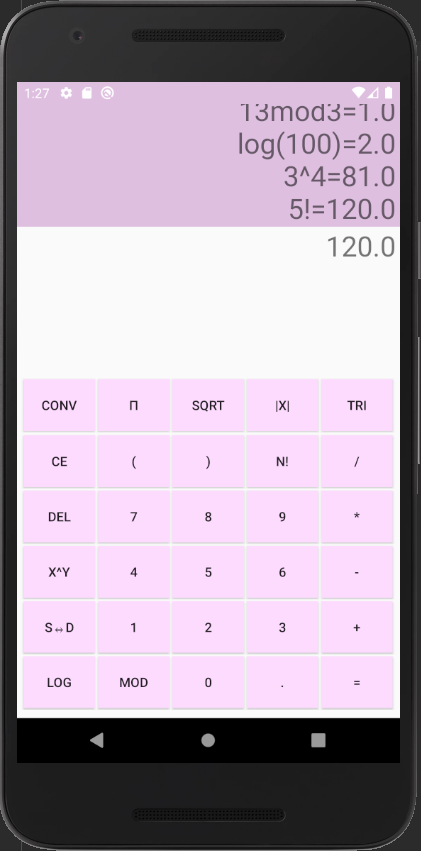 1:27
13mod3=1.0
log(100)=2.0
3^4=81.0
5!=120.0
120.0
CONV Π SQRT |X| TRI
CE ( ) N! /
DEL 7 8 9 *
X^Y 4 5 6 -
S↔D 1 2 3 +
LOG MOD 0 . =